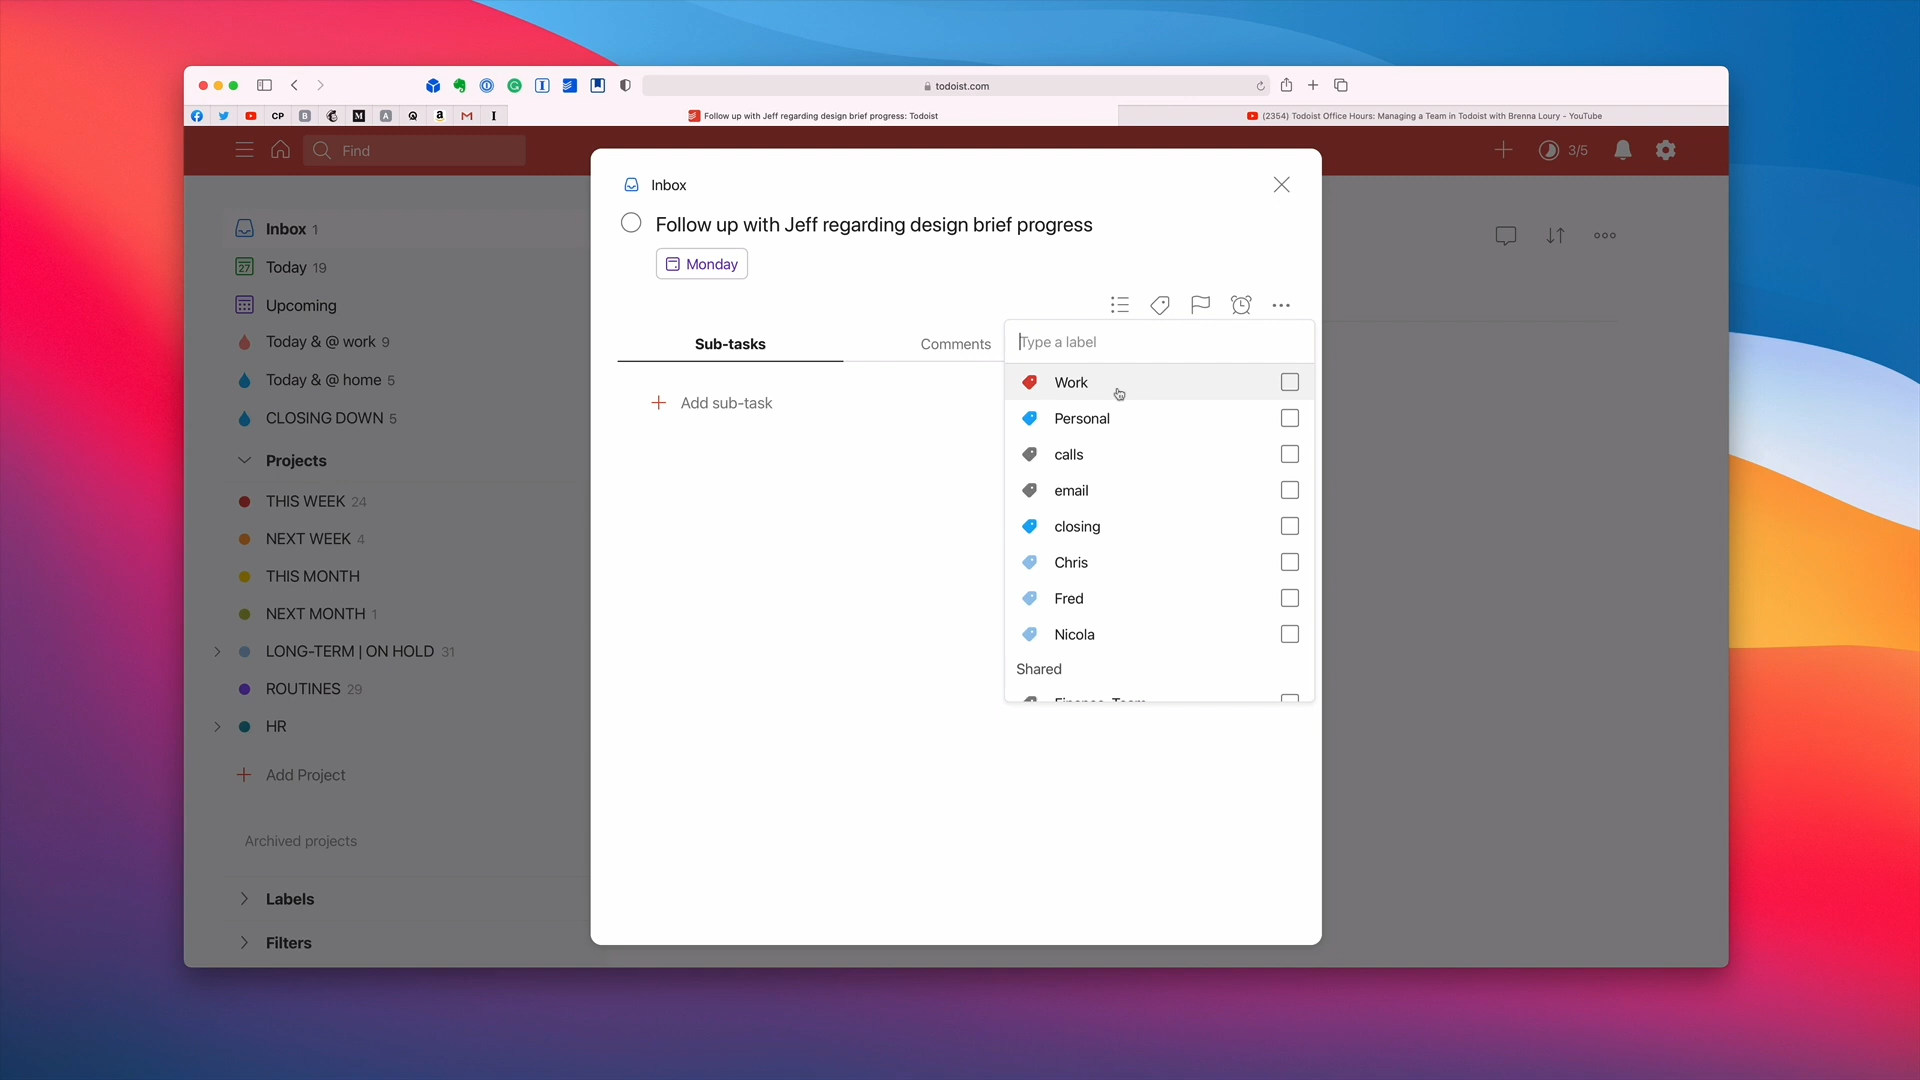 todoist.com
CP
B
M
A
a
I
Follow up with Jeff regarding design brief progress: Todoist
(2354) Todoist Office Hours: Managing a Team in Todoist with Brenna Loury - YouTube
Find
3/5
Inbox
Follow up with Jeff regarding design brief progress
Monday
Inbox 1
27
Today 19
Upcoming
Today & @ work 9
Today & @ home 5
CLOSING DOWN 5
Projects
THIS WEEK 24
NEXT WEEK 4
THIS MONTH
NEXT MONTH 1
LONG-TERM | ON HOLD 31
ROUTINES 29
HR
Add Project
Archived projects
Labels
Filters
Sub-tasks
Comments
Add sub-task
Type a label
Work
Personal
calls
email
closing
Chris
Fred
Nicola
Shared